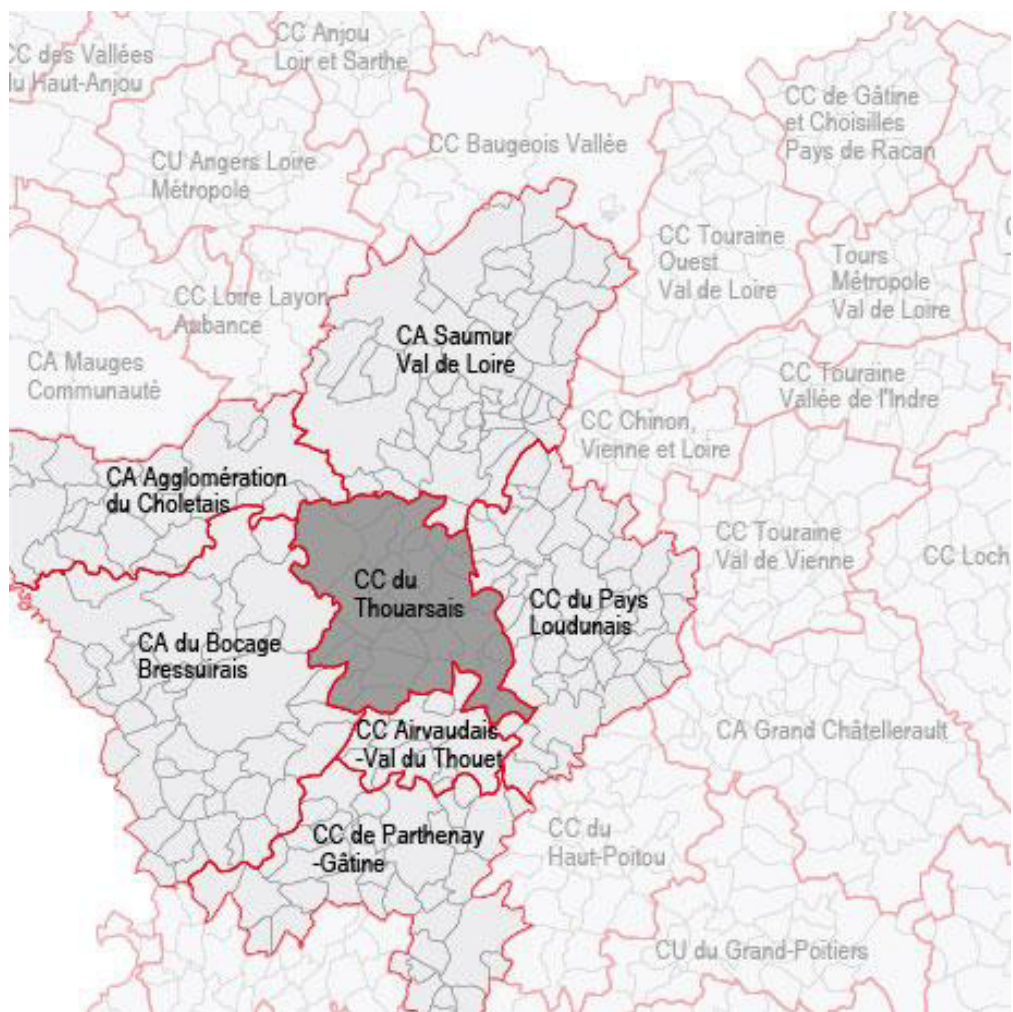 CC des Vallées
du Haut-Anjou
CC Anjou
Loir et Sarthe
CC de Gâtine
et Choisilles
Pays de Racan
CU Angers Loire
Métropole
CC Baugeois Vallée
CC Touraine
Ouest
Val de Loire
Tours
Métropole
Val de Loire
CC Loire Layon
Aubance
CA Saumur
Val de Loire
CA Mauges
Communauté
CC Touraine
Vallée de l'Indre
CC Chinon,
Vienne et Loire
CA Agglomération
du Choletais
CC Touraine
Val de Vienne
CC Loch
CC du
Thouarsais
CC du Pays
Loudunais
CA du Bocage
Bressuirais
CC Airvaudais
-Val du Thouet
CA Grand Châtellerault
CC de Parthenay
-Gâtine
CC du
Haut-Poitou
CU du Grand-Poitiers